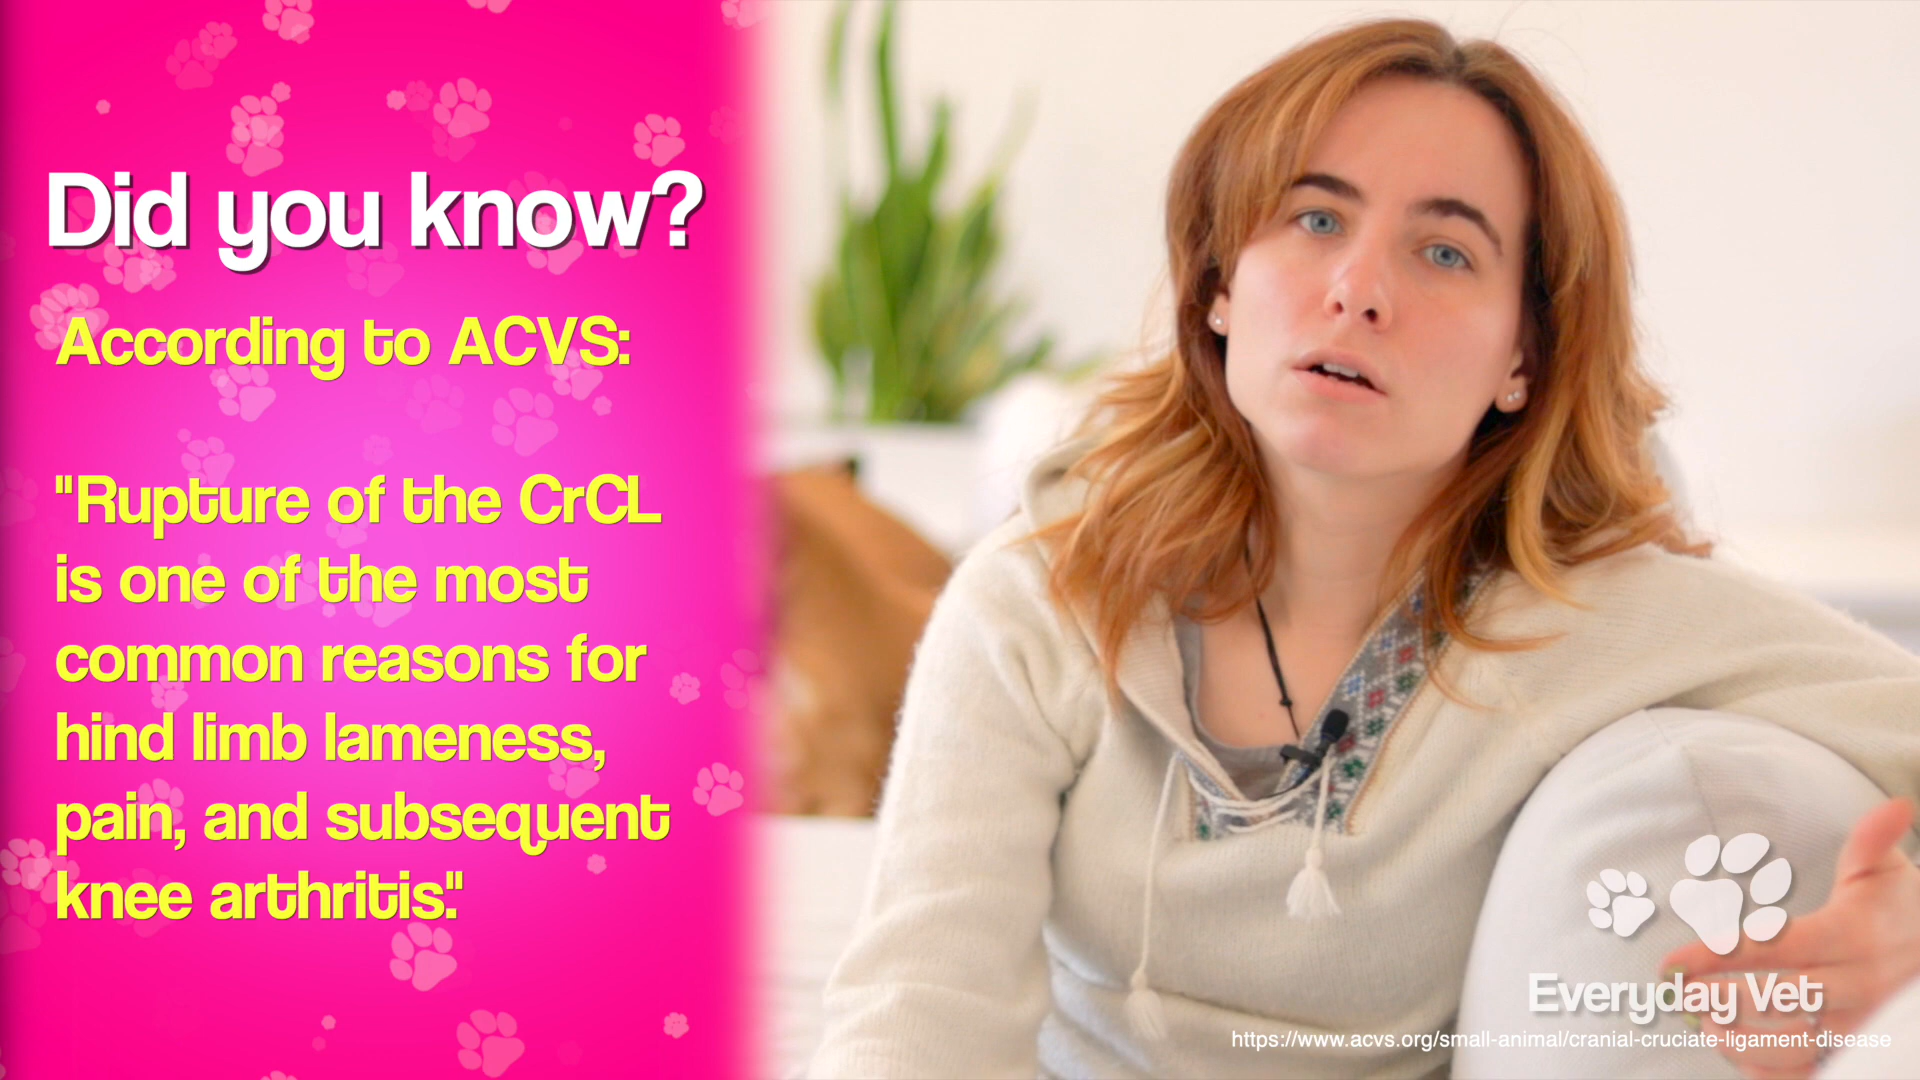 Did you know?
According to ACVS:
"Rupture of the CrCL
is one of the most
common reasons for
hind limb lameness,
pain, and subsequent
knee arthritis."
Everyday Vet
https://www.acvs.org/small-animal/cranial-cruciate-ligament-disease